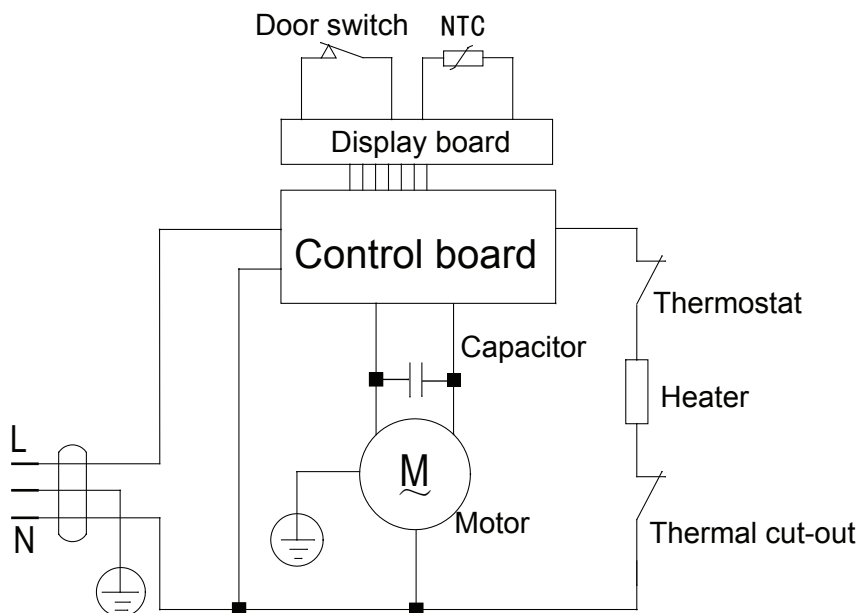 Door switch
NTC
Display board
Control board
Thermostat
Capacitor
Heater
L
M
N
Motor
Thermal cut-out